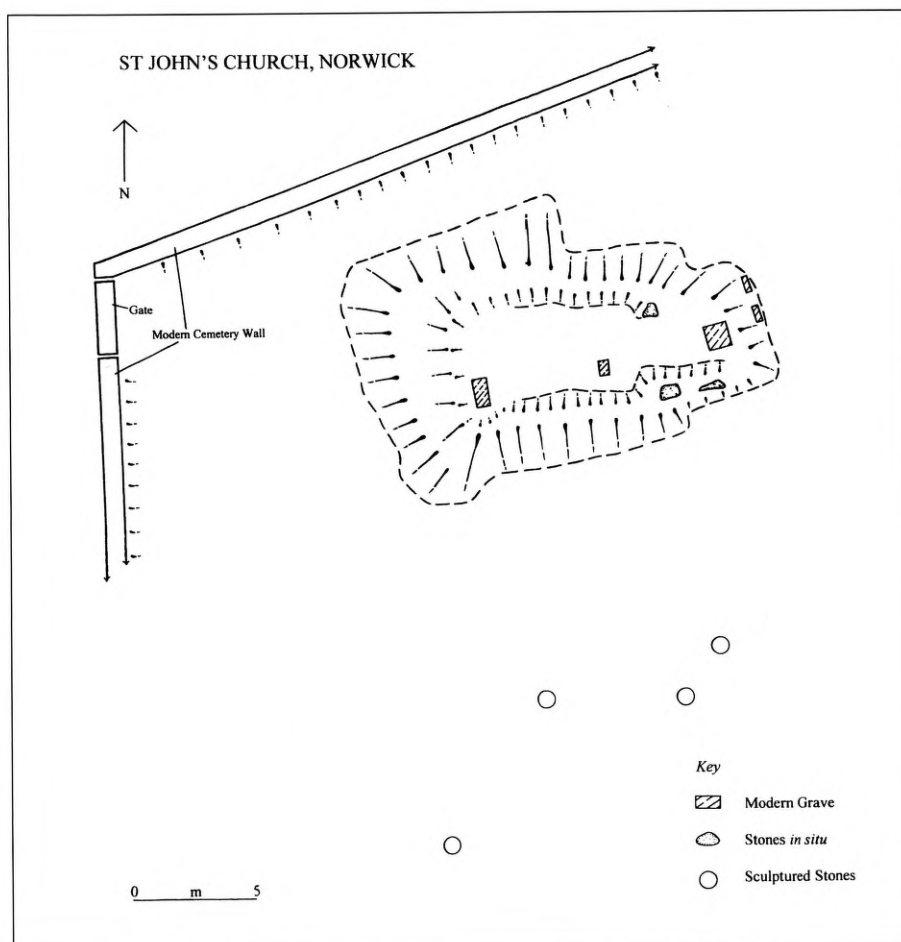 ST JOHN'S CHURCH, NORWICK
N
Gate
Modern Cemetery Wall
Key
Modern Grave
Stones in situ
Sculptured Stones
0 m 5